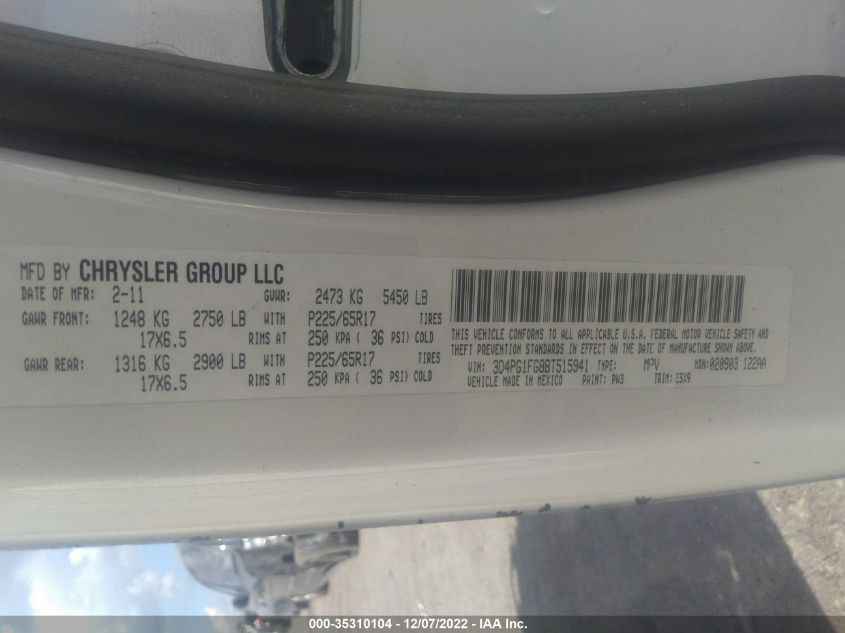 MFD BY CHRYSLER GROUP LLC
DATE OF MFR: 2-11 GVWR: 2473 KG 5450 LB
GAWR FRONT: 1248 KG 2750 LB WITH P225/65R17 TIRES
17X6.5 RIMS AT 250 KPA ( 36 PSI) COLD
GAWR REAR: 1316 KG 2900 LB WITH P225/65R17 TIRES
17X6.5 RIMS AT 250 KPA ( 36 PSI) COLD
THIS VEHICLE CONFORMS TO ALL APPLICABLE U.S.A. FEDERAL MOTOR VEHICLE SAFETY AND
THEFT PREVENTION STANDARDS IN EFFECT ON THE DATE OF MANUFACTURE SHOWN ABOVE.
VIN: 3D4PG1FG8BT515941 TYPE: MPV MDH: 020903 122AA
VEHICLE MADE IN MEXICO PAINT: PW3 TRIM: E5X9
000-35310104 - 12/07/2022 - IAA Inc.